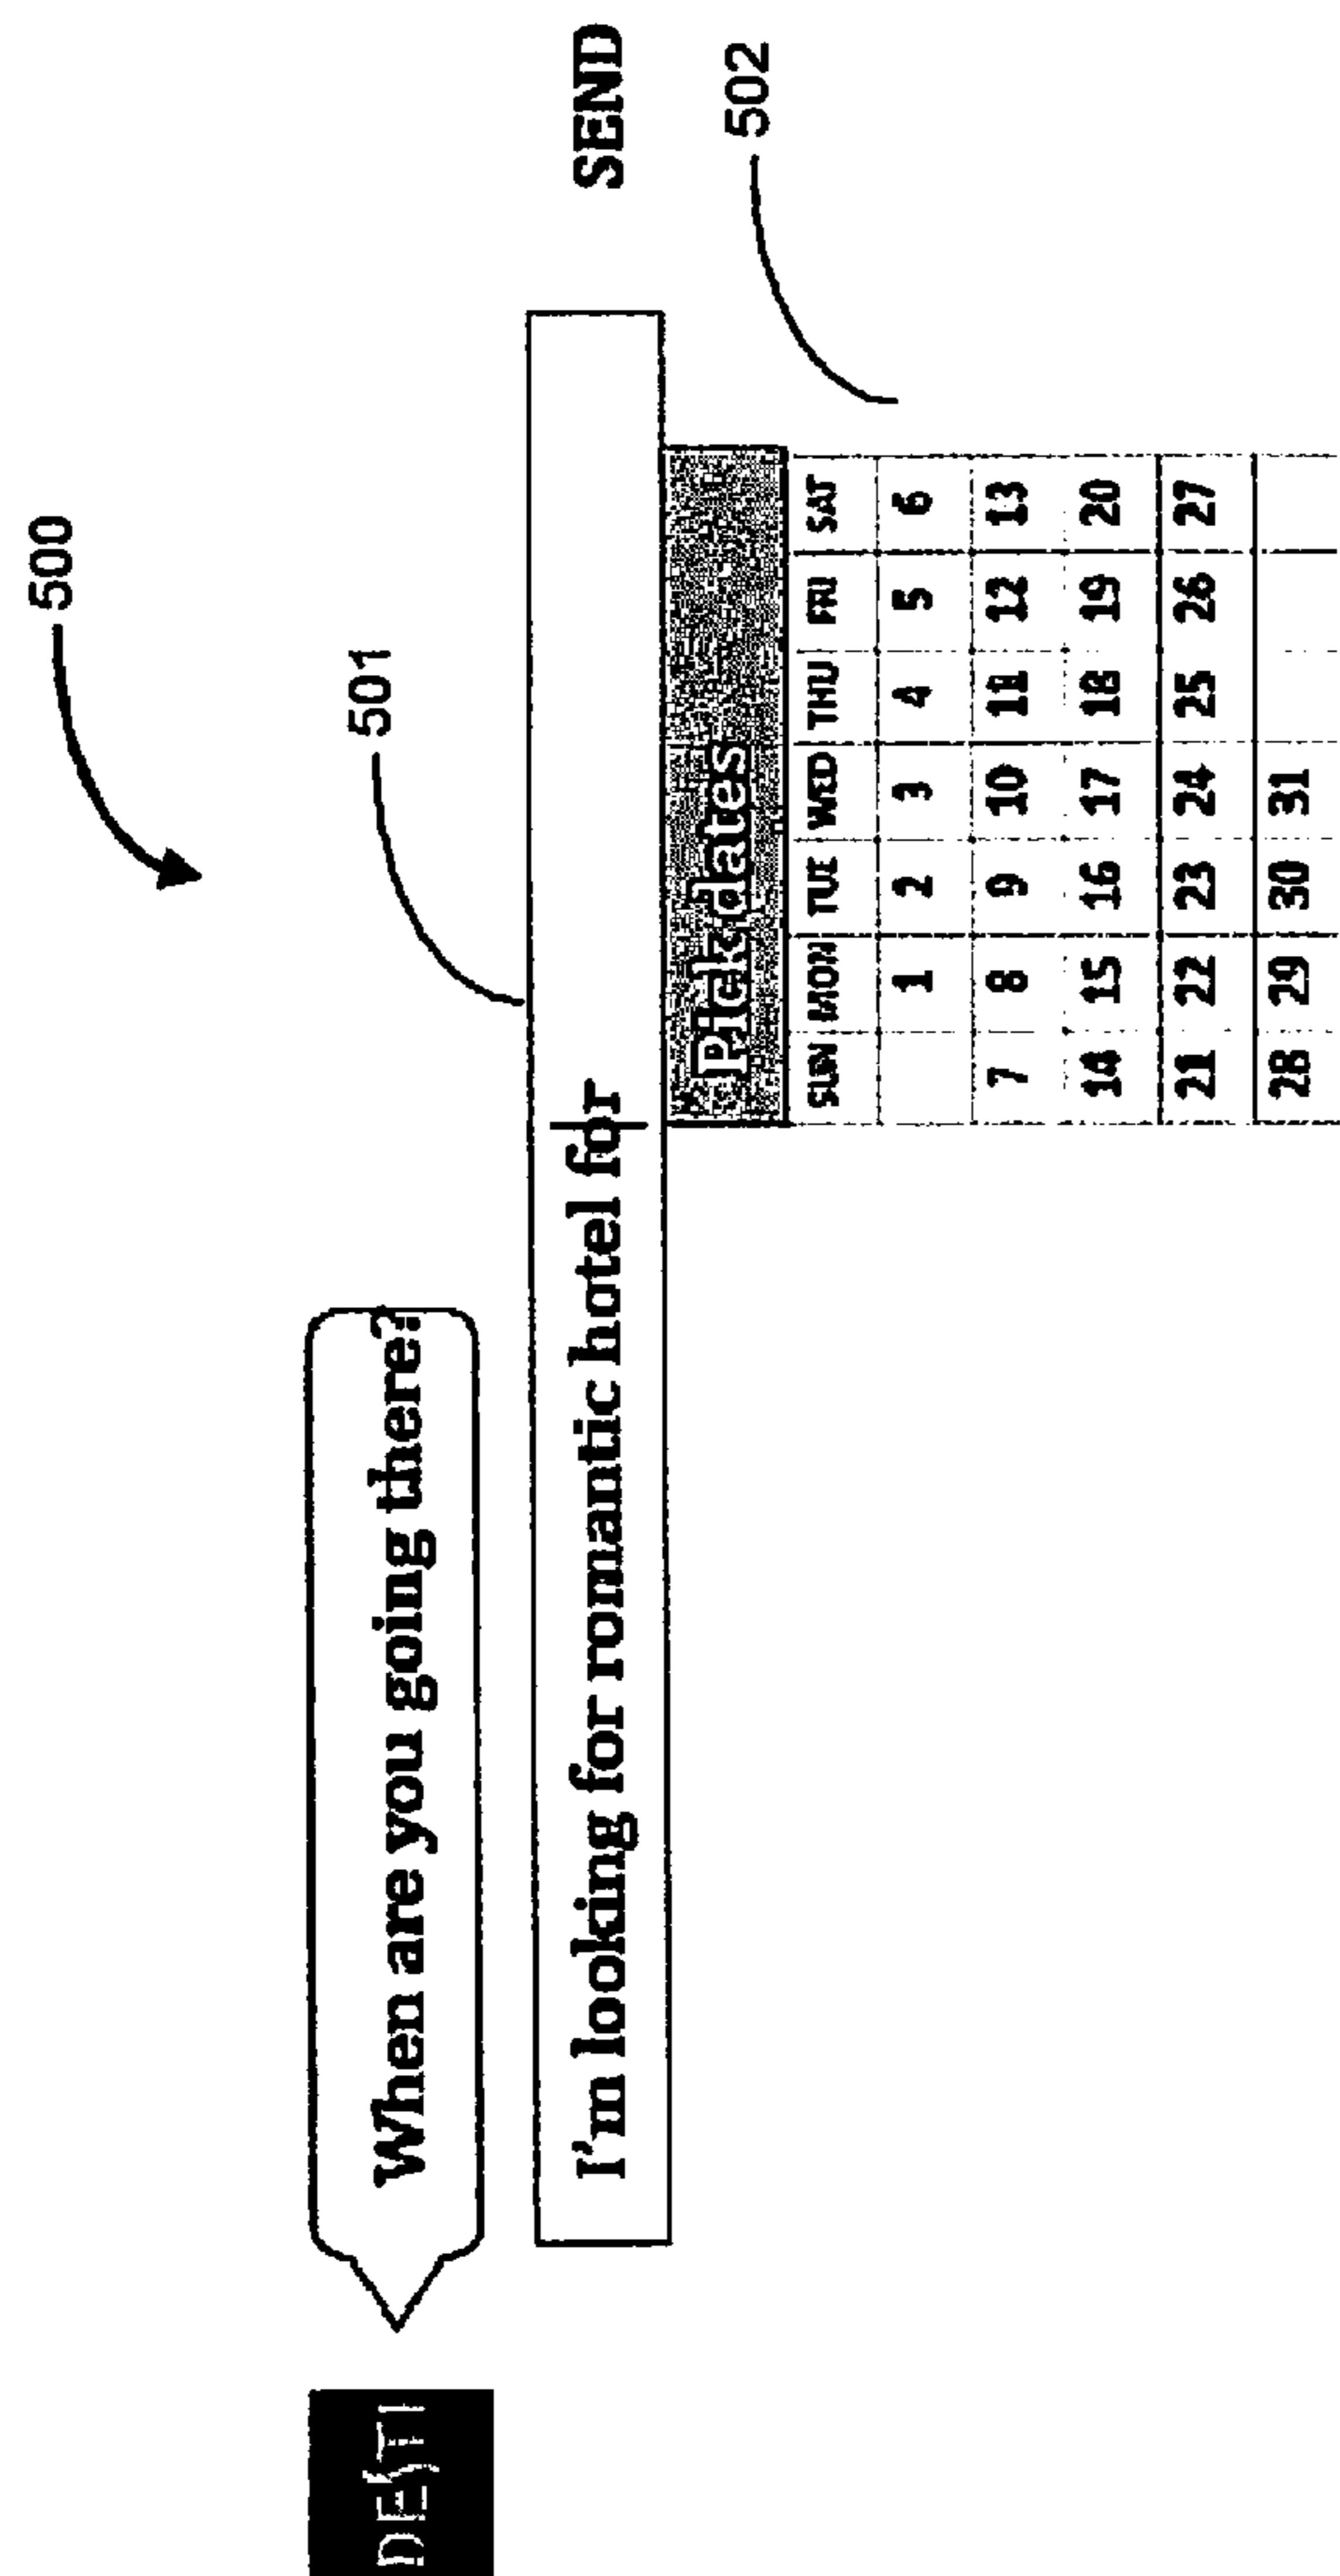 500
501
When are you going there?
I'm looking for romantic hotel for
SEND
Pick dates
502
SUN MON TUE WED THU FRI SAT
1 2 3 4 5 6
7 8 9 10 11 12 13
14 15 16 17 18 19 20
21 22 23 24 25 26 27
28 29 30 31